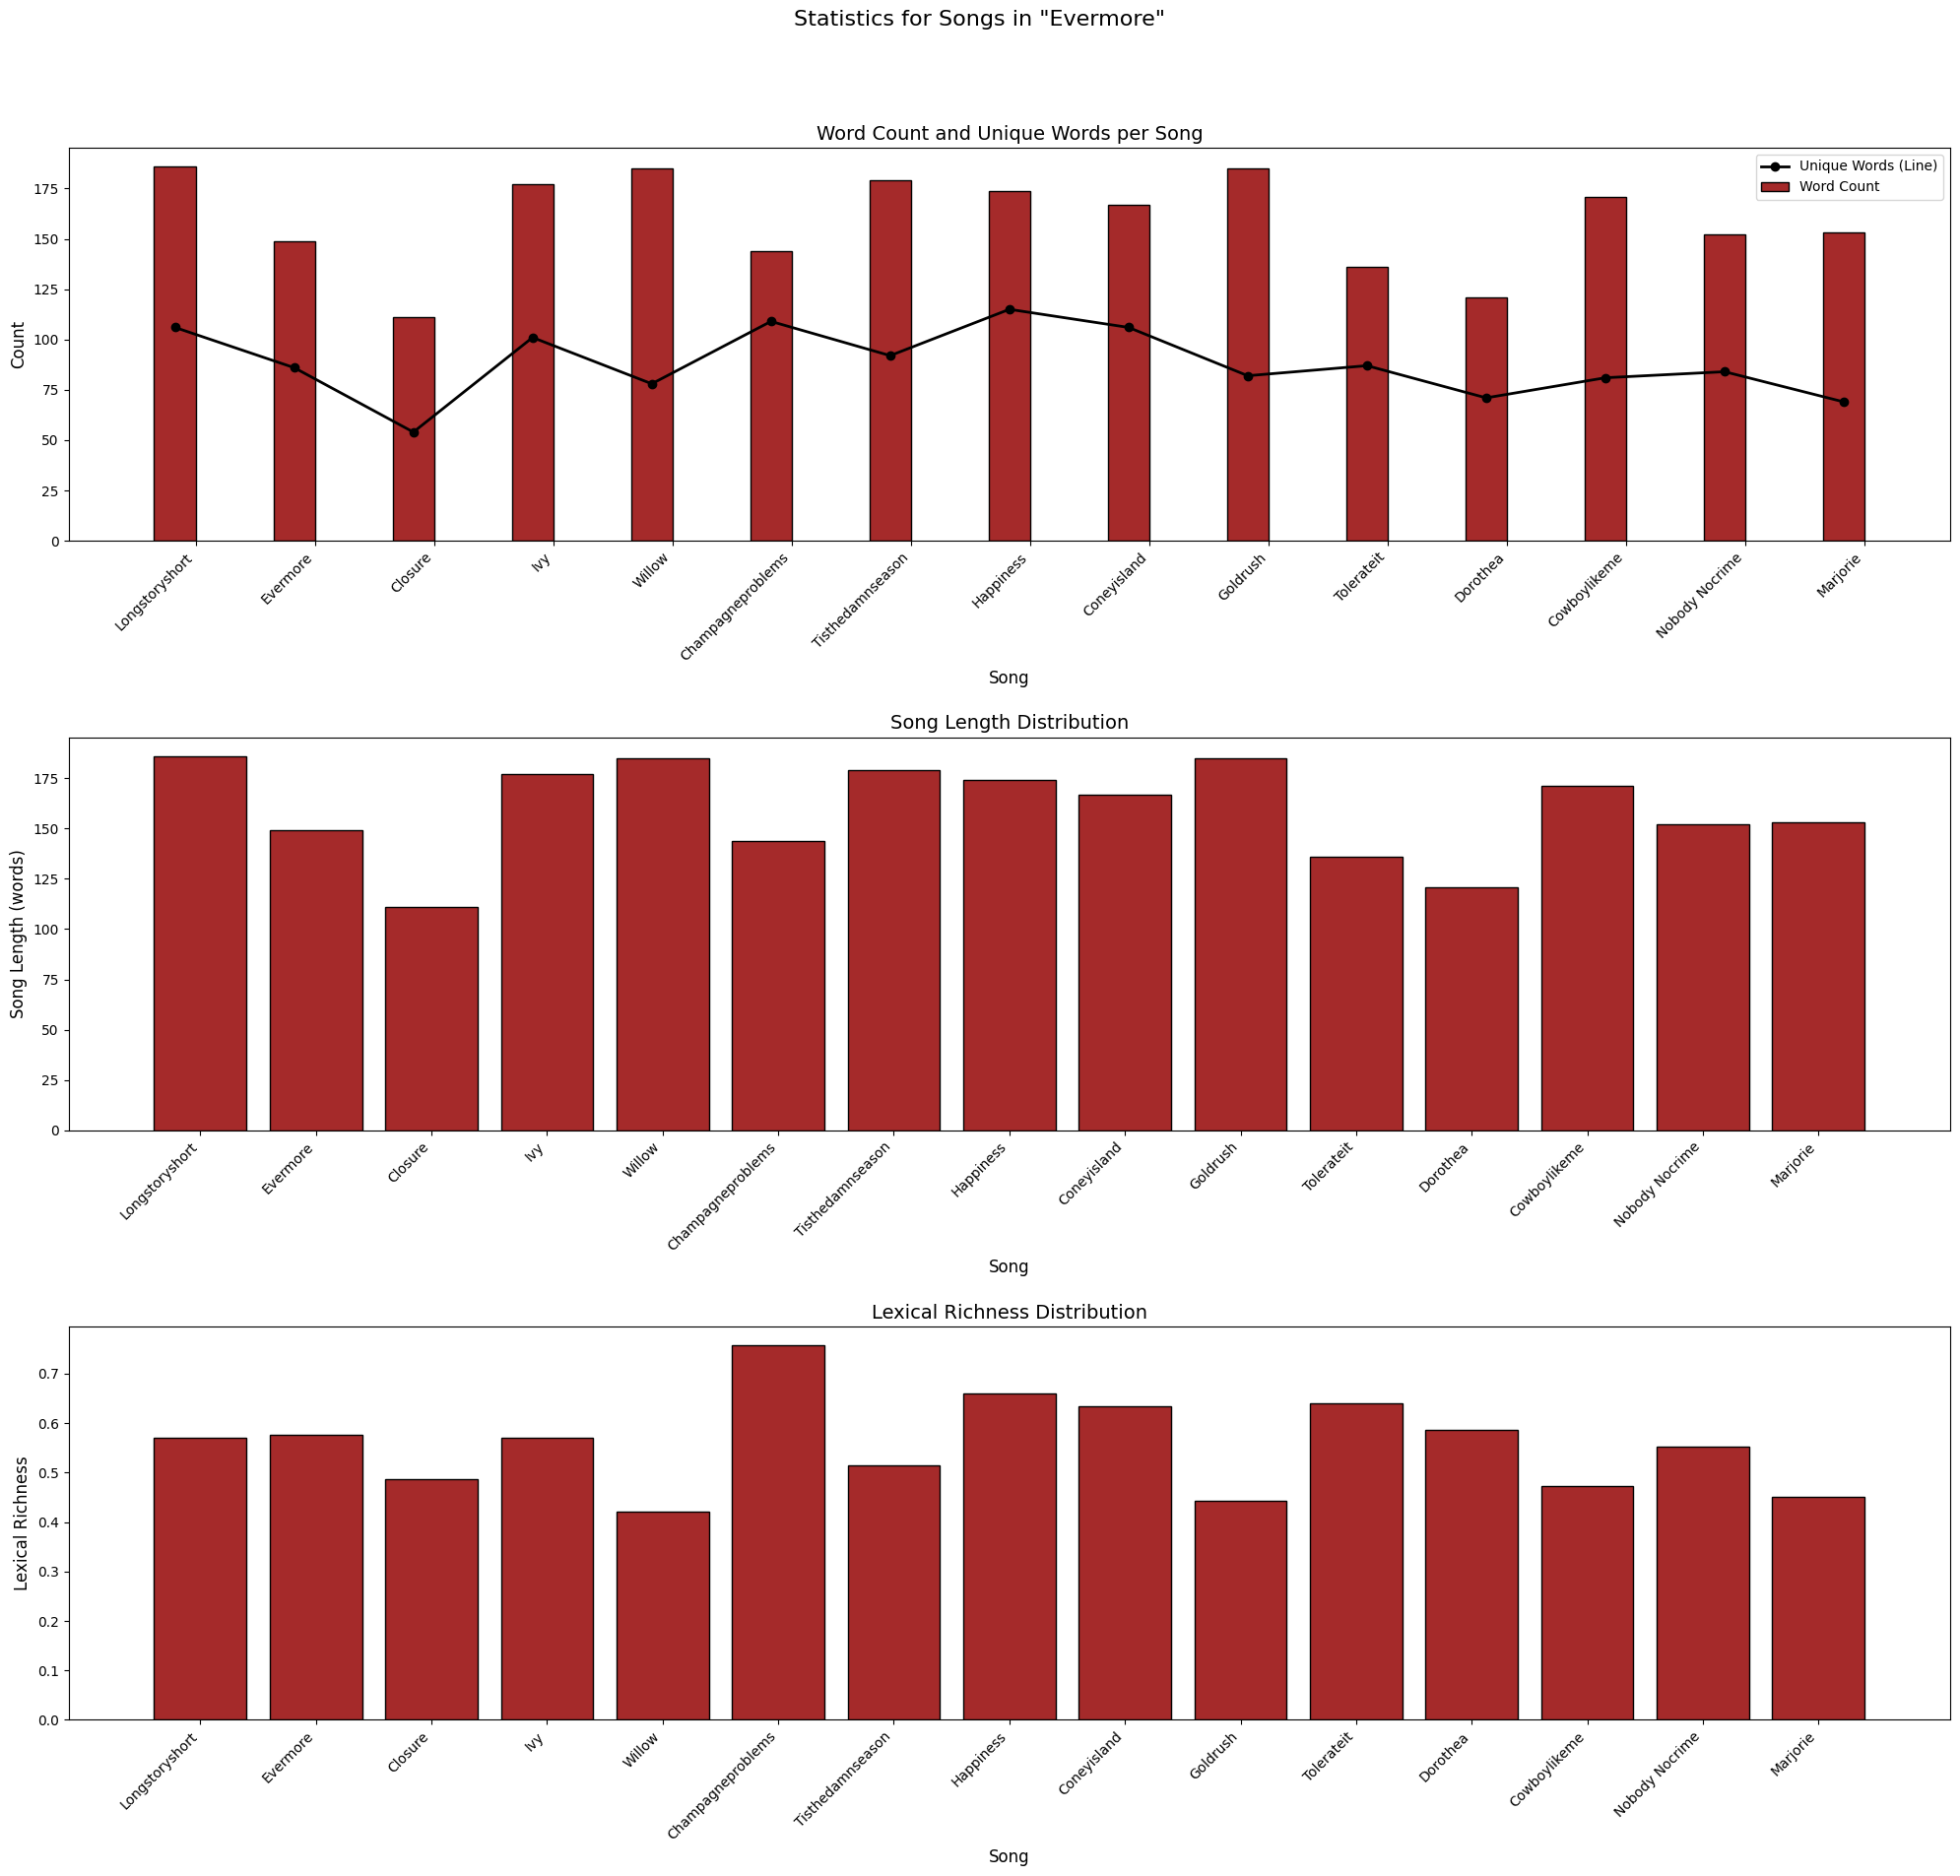 Statistics for Songs in "Evermore"
Word Count and Unique Words per Song
Unique Words (Line)
Word Count
Count
175
150
125
100
75
50
25
0
Longstoryshort
Evermore
Closure
Ivy
Willow
Champagneproblems
Tisthedamnseason
Happiness
Coneyisland
Goldrush
Tolerateit
Dorothea
Cowboylikeme
Nobody Nocrime
Marjorie
Song
Song Length Distribution
Song Length (words)
175
150
125
100
75
50
25
0
Longstoryshort
Evermore
Closure
Ivy
Willow
Champagneproblems
Tisthedamnseason
Happiness
Coneyisland
Goldrush
Tolerateit
Dorothea
Cowboylikeme
Nobody Nocrime
Marjorie
Song
Lexical Richness Distribution
Lexical Richness
0.7
0.6
0.5
0.4
0.3
0.2
0.1
0.0
Longstoryshort
Evermore
Closure
Ivy
Willow
Champagneproblems
Tisthedamnseason
Happiness
Coneyisland
Goldrush
Tolerateit
Dorothea
Cowboylikeme
Nobody Nocrime
Marjorie
Song